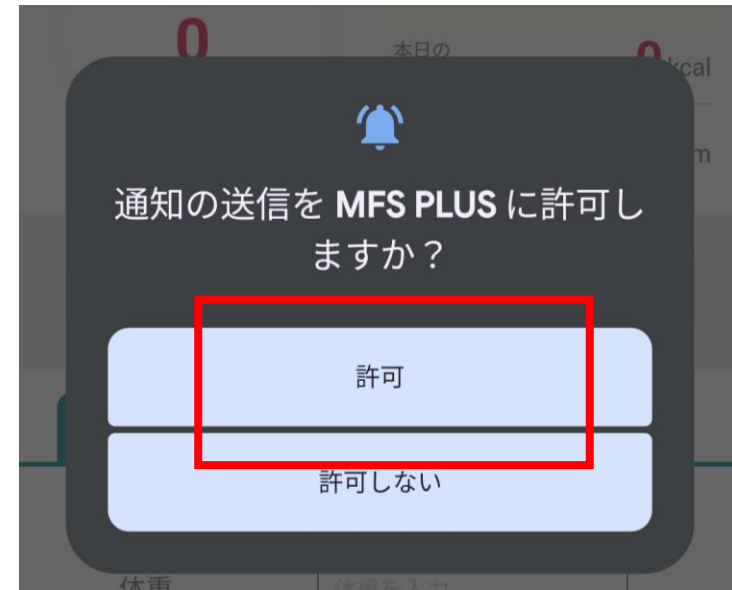 0
本日の
0 kcal
m
通知の送信を MFS PLUS に許可し
ますか？
許可
許可しない
体重
体重を入力